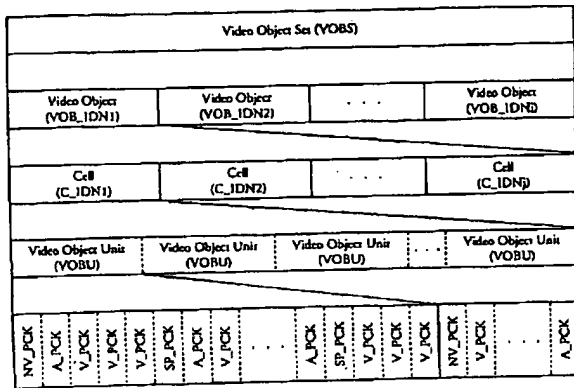 Video Object Set (VOBS)
Video Object Video Object . . . Video Object
(VOB_IDN1) (VOB_IDN2) (VOB_IDNi)
Cell Cell . . . . Cell
(C_IDN1) (C_IDN2) (C_IDNj)
Video Object Unit Video Object Unit Video Object Unit . . . Video Object Unit
(VOBU) (VOBU) (VOBU) (VOBU)
NV_PCK A_PCK V_PCK V_PCK V_PCK SP_PCK A_PCK V_PCK . . . . A_PCK SP_PCK V_PCK V_PCK V_PCK NV_PCK V_PCK . . . . A_PCK